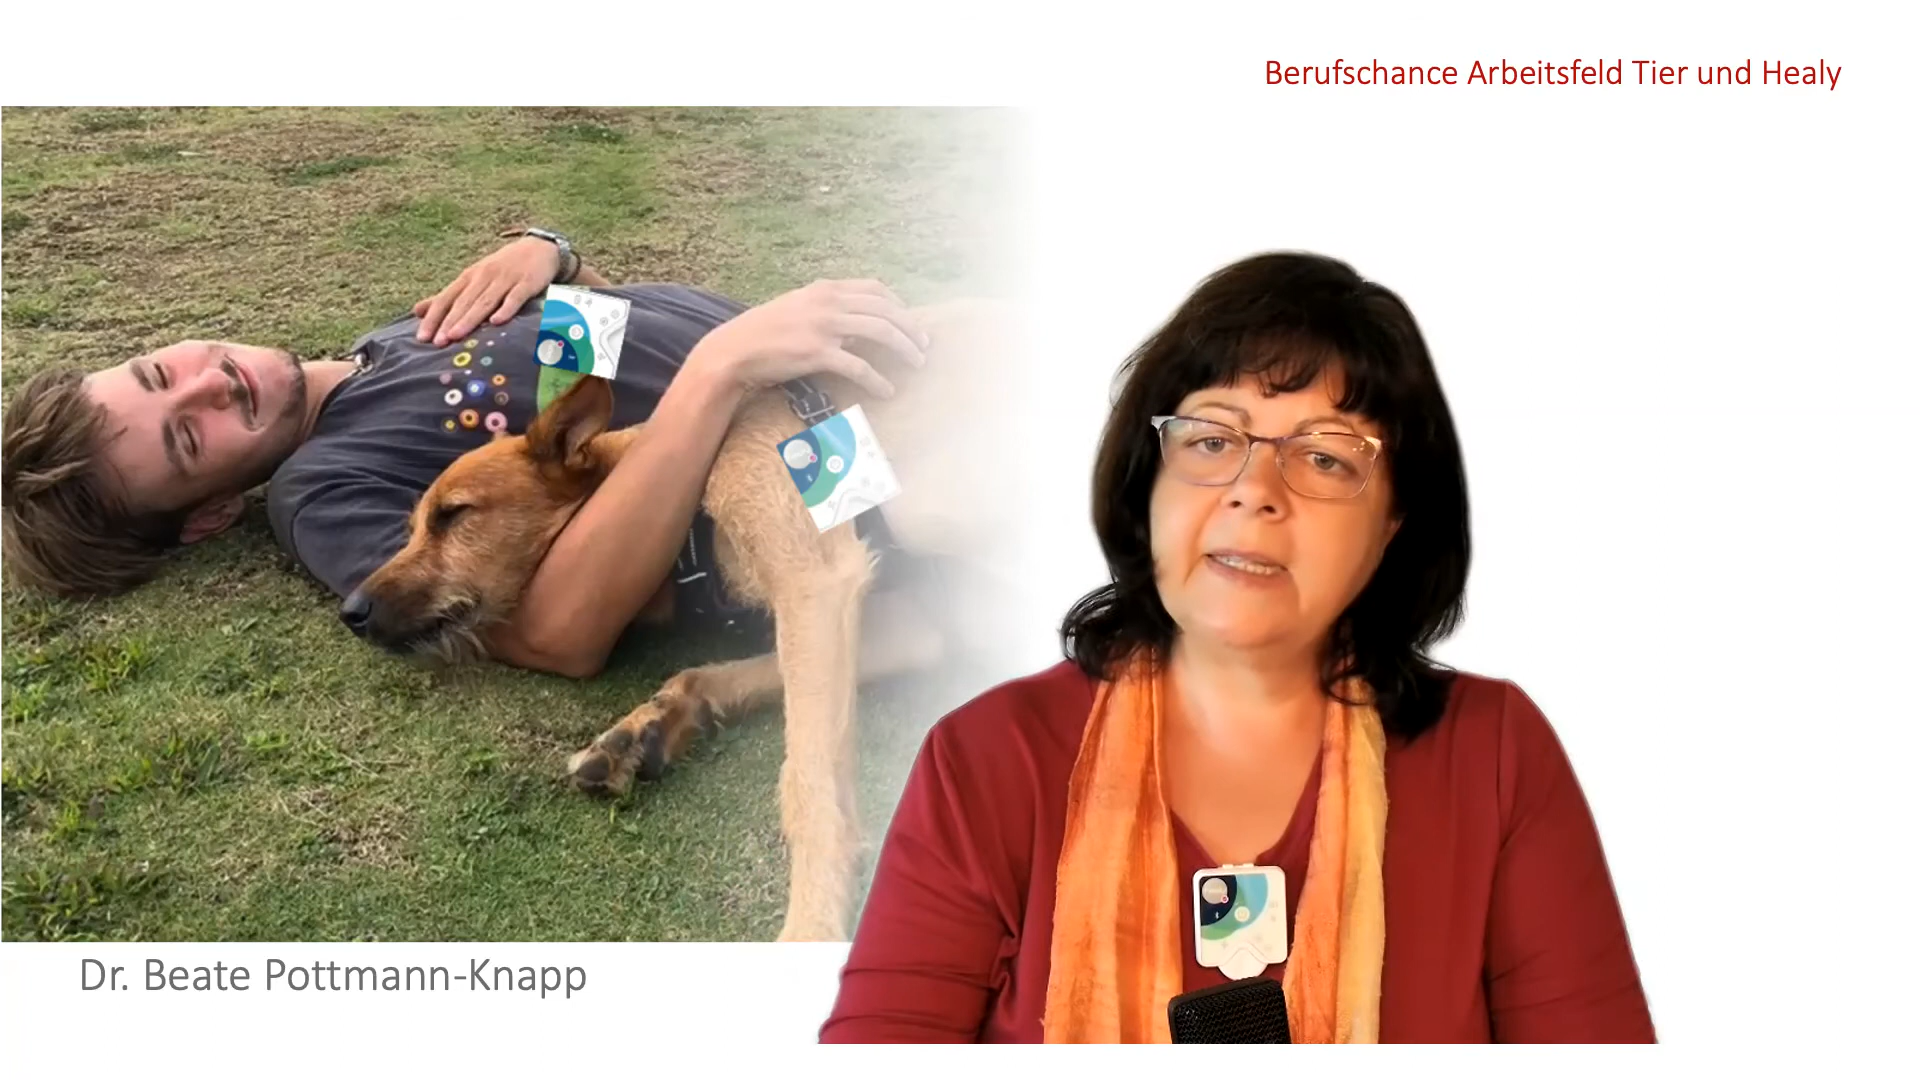 Berufschance Arbeitsfeld Tier und Healy
Dr. Beate Pottmann-Knapp